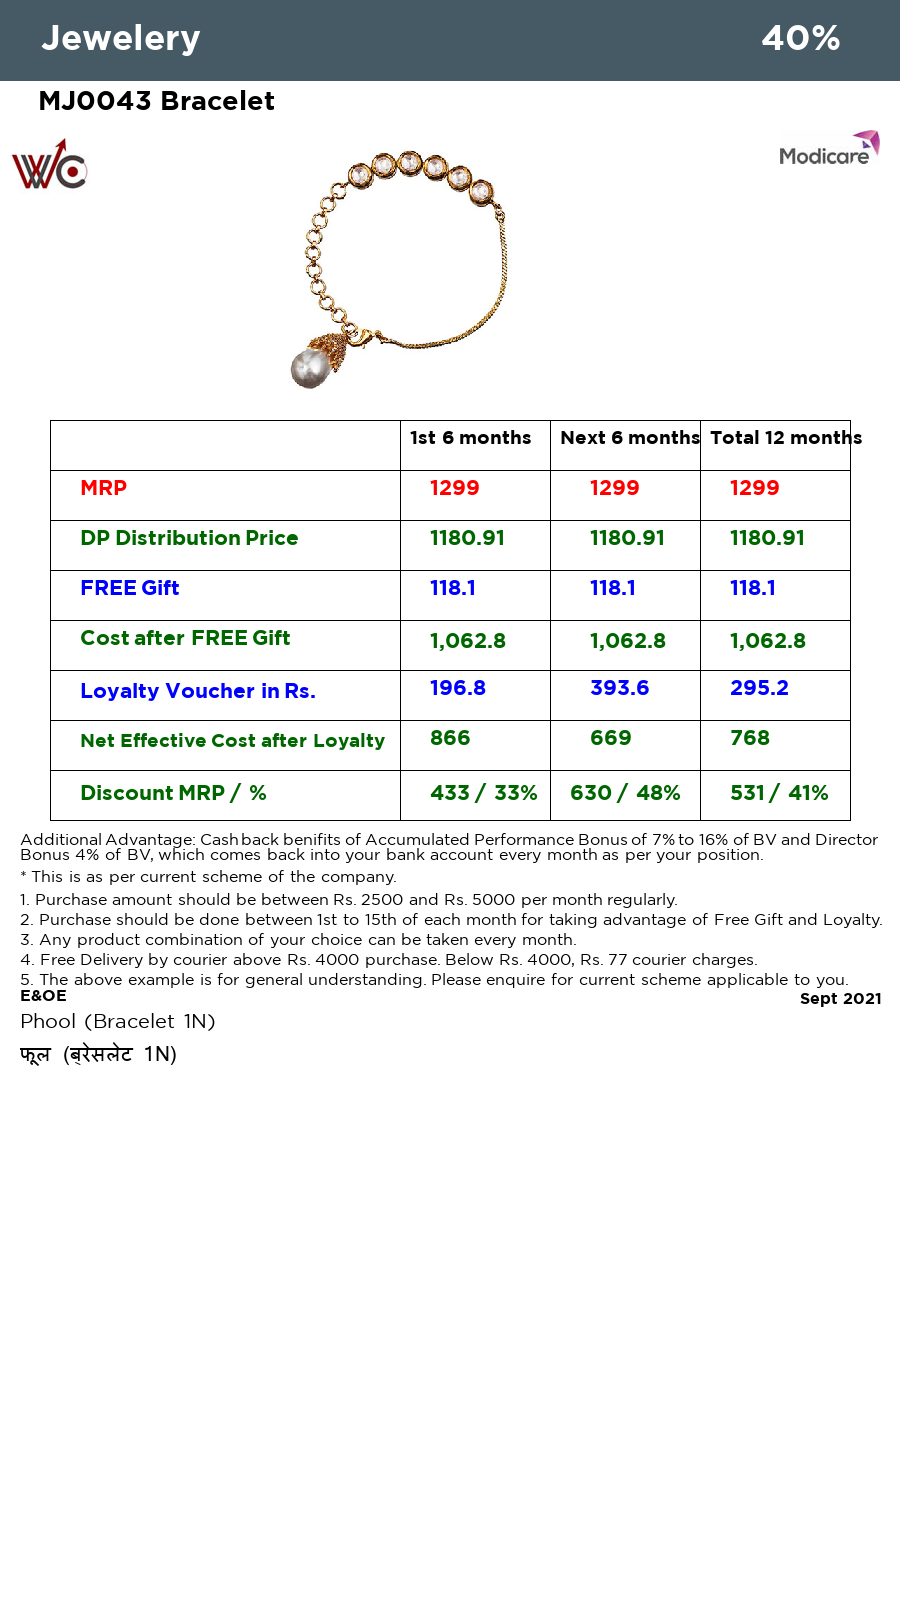 Jewelery 40%
MJ0043 Bracelet
WC Modicare
1st 6 months Next 6 months Total 12 months
MRP 1299 1299 1299
DP Distribution Price 1180.91 1180.91 1180.91
FREE Gift 118.1 118.1 118.1
Cost after FREE Gift 1,062.8 1,062.8 1,062.8
Loyalty Voucher in Rs. 196.8 393.6 295.2
Net Effective Cost after Loyalty 866 669 768
Discount MRP / % 433 / 33% 630 / 48% 531 / 41%
Additional Advantage: Cashback benifits of Accumulated Performance Bonus of 7% to 16% of BV and Director
Bonus 4% of BV, which comes back into your bank account every month as per your position.
* This is as per current scheme of the company.
1. Purchase amount should be between Rs. 2500 and Rs. 5000 per month regularly.
2. Purchase should be done between 1st to 15th of each month for taking advantage of Free Gift and Loyalty.
3. Any product combination of your choice can be taken every month.
4. Free Delivery by courier above Rs. 4000 purchase. Below Rs. 4000, Rs. 77 courier charges.
5. The above example is for general understanding. Please enquire for current scheme applicable to you.
E&OE Sept 2021
Phool (Bracelet 1N)
फूल (ब्रेसलेट 1N)